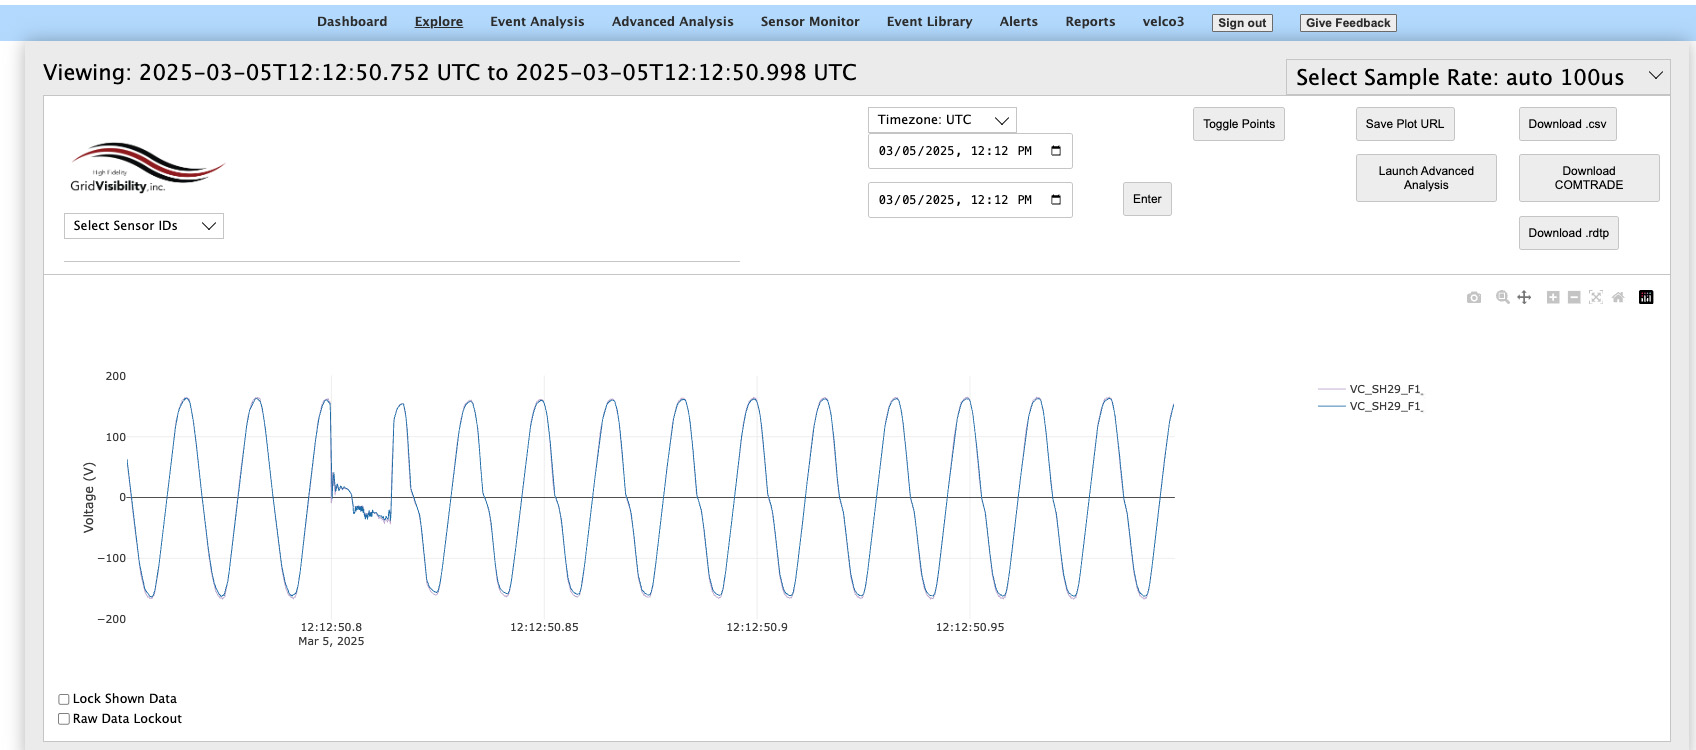 Dashboard Explore Event Analysis Advanced Analysis Sensor Monitor Event Library Alerts Reports velco3 Sign out Give Feedback
Viewing: 2025-03-05T12:12:50.752 UTC to 2025-03-05T12:12:50.998 UTC
Select Sample Rate: auto 100us
Timezone: UTC
03/05/2025, 12:12 PM
03/05/2025, 12:12 PM
Enter
Toggle Points
Save Plot URL
Download .csv
Launch Advanced
Analysis
Download
COMTRADE
Download .rdtp
High Fidelity
GridVisibility, inc.
Select Sensor IDs
Voltage (V)
200
100
0
−100
−200
12:12:50.8
Mar 5, 2025
12:12:50.85
12:12:50.9
12:12:50.95
VC_SH29_F1_
VC_SH29_F1_
Lock Shown Data
Raw Data Lockout